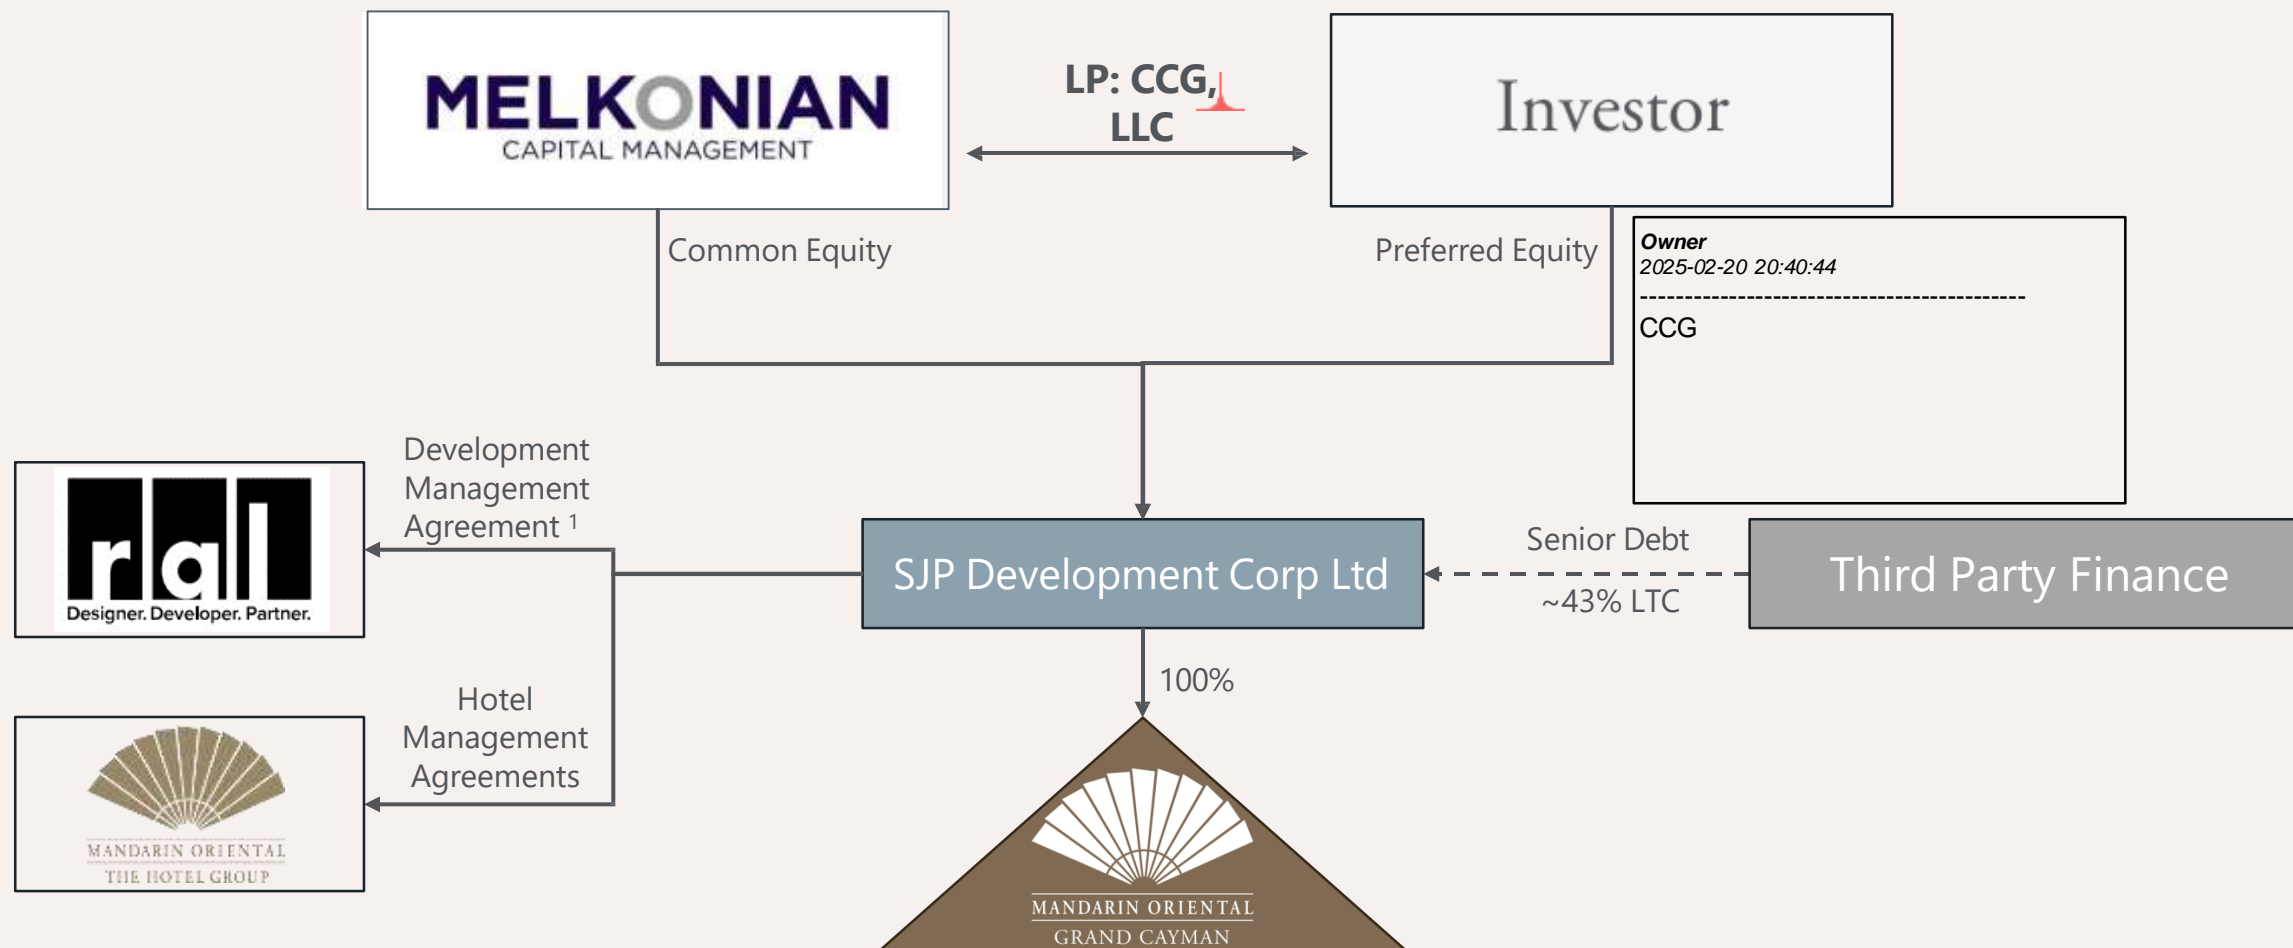 MELKONIAN
CAPITAL MANAGEMENT
LP: CCG,
LLC
Investor
Common Equity
Preferred Equity
Owner
2025-02-20 20:40:44
-------------------------------------------
CCG
Development
Management
Agreement ¹
ral
Designer. Developer. Partner.
SJP Development Corp Ltd
Senior Debt
~43% LTC
Third Party Finance
100%
Hotel
Management
Agreements
MANDARIN ORIENTAL
THE HOTEL GROUP
MANDARIN ORIENTAL
GRAND CAYMAN